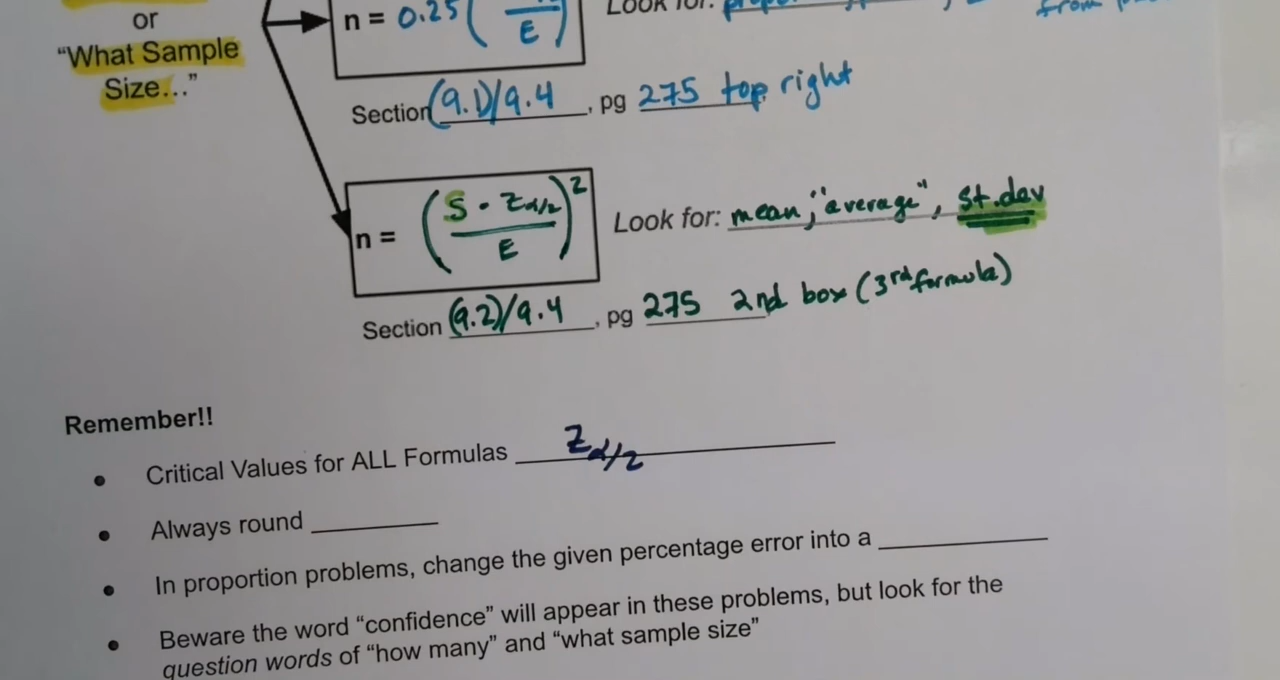 or
"What Sample
Size..."
n = 0.25( / E )
Look for:
from
Section (9.1)/9.4, pg 275 top right
n = (S · Zα/2 / E)²
Look for: mean, "average", st.dev
Section (9.2)/9.4, pg 275 2nd box (3rd formula)
Remember!!
• Critical Values for ALL Formulas Zα/2
• Always round ________
• In proportion problems, change the given percentage error into a ________
• Beware the word "confidence" will appear in these problems, but look for the
question words of "how many" and "what sample size"